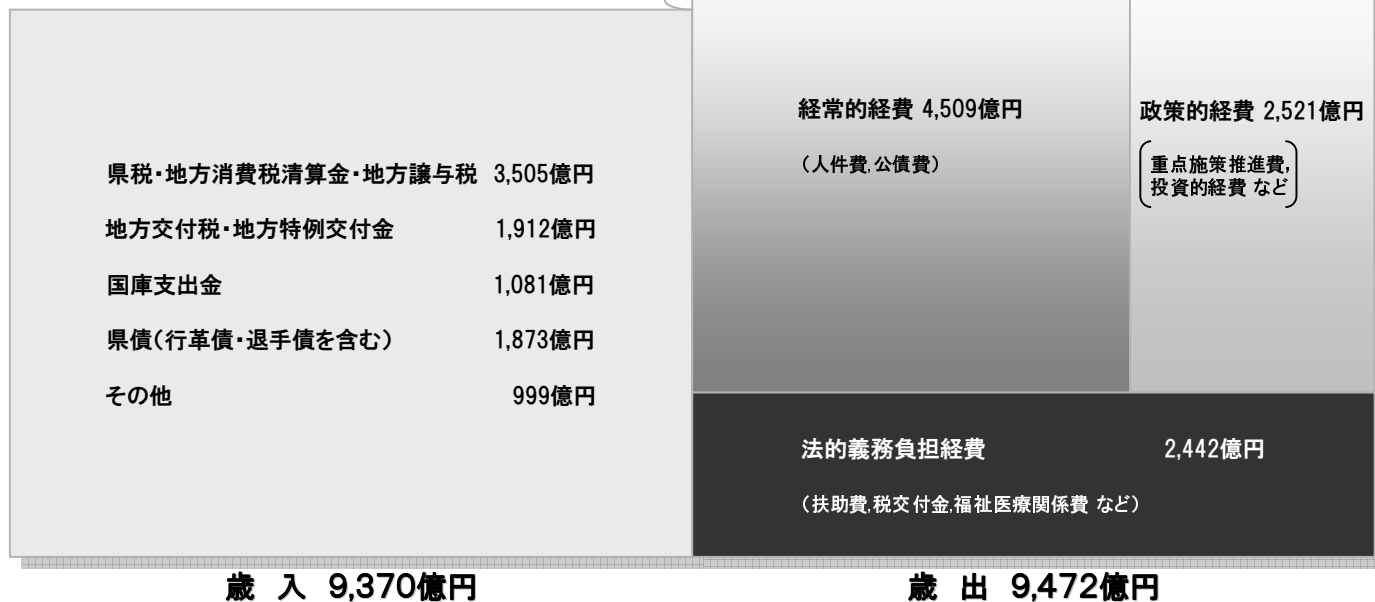 県税・地方消費税清算金・地方譲与税 3,505億円
地方交付税・地方特例交付金 1,912億円
国庫支出金 1,081億円
県債(行革債・退手債を含む) 1,873億円
その他 999億円
歳 入 9,370億円
経常的経費 4,509億円
(人件費,公債費)
政策的経費 2,521億円
重点施策推進費,
投資的経費 など
法的義務負担経費 2,442億円
(扶助費,税交付金,福祉医療関係費 など)
歳 出 9,472億円